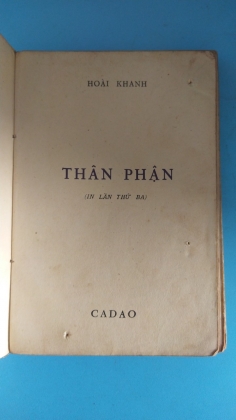 HOÀI KHANH
THÂN PHẬN
(IN LẦN THỨ BA)
CADAO